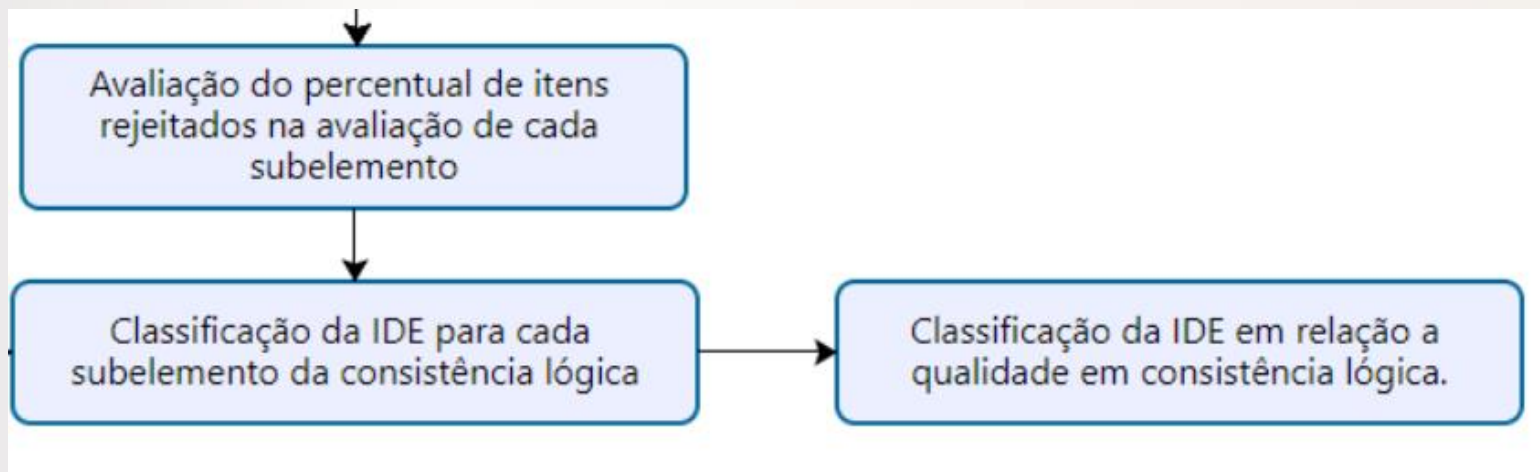 Avaliação do percentual de itens
rejeitados na avaliação de cada
subelemento
Classificação da IDE para cada
subelemento da consistência lógica
Classificação da IDE em relação a
qualidade em consistência lógica.